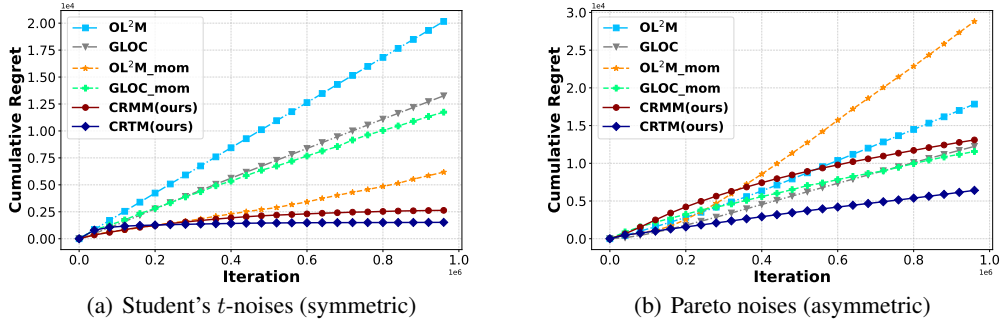 1e4
2.00
1.75
1.50
1.25
1.00
0.75
0.50
0.25
0.00
Cumulative Regret
OL²M
GLOC
OL²M_mom
GLOC_mom
CRMM(ours)
CRTM(ours)
0.0 0.2 0.4 0.6 0.8 1.0
1e6
Iteration
(a) Student's t-noises (symmetric)
1e4
3.0
2.5
2.0
1.5
1.0
0.5
0.0
Cumulative Regret
OL²M
GLOC
OL²M_mom
GLOC_mom
CRMM(ours)
CRTM(ours)
0.0 0.2 0.4 0.6 0.8 1.0
1e6
Iteration
(b) Pareto noises (asymmetric)